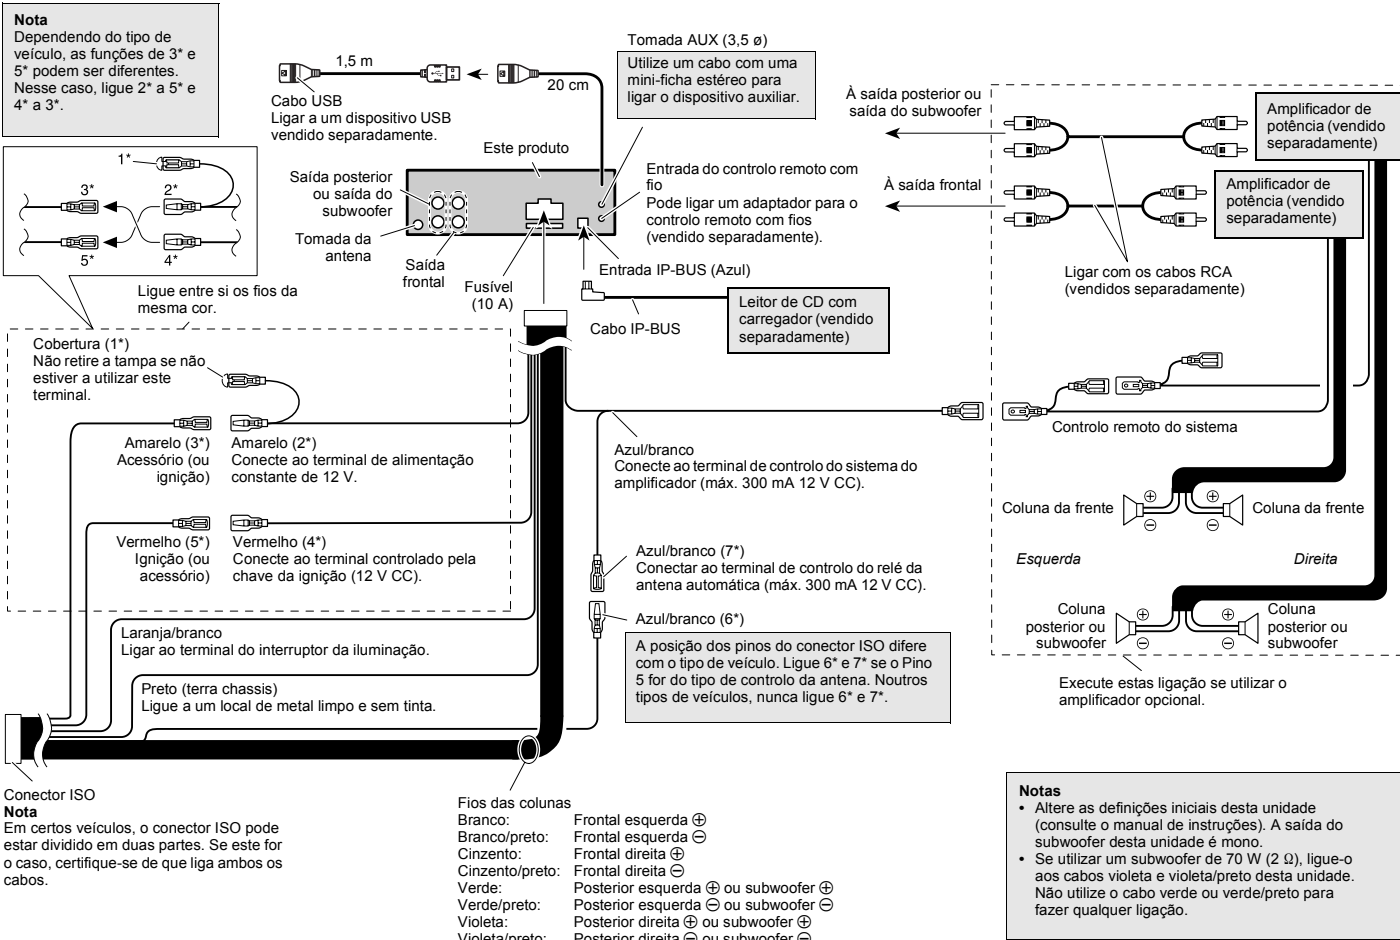 Nota
Dependendo do tipo de
veículo, as funções de 3* e
5* podem ser diferentes.
Nesse caso, ligue 2* a 5* e
4* a 3*.
1*
3*
2*
5*
4*
Ligue entre si os fios da
mesma cor.
1,5 m
20 cm
Cabo USB
Ligar a um dispositivo USB
vendido separadamente.
Tomada AUX (3,5 ø)
Utilize um cabo com uma
mini-ficha estéreo para
ligar o dispositivo auxiliar.
Este produto
Saída posterior
ou saída do
subwoofer
Tomada da
antena
Saída
frontal
Fusível
(10 A)
Entrada do controlo remoto com
fio
Pode ligar um adaptador para o
controlo remoto com fios
(vendido separadamente).
Entrada IP-BUS (Azul)
Cabo IP-BUS
Leitor de CD com
carregador (vendido
separadamente)
À saída posterior ou
saída do subwoofer
À saída frontal
Amplificador de
potência (vendido
separadamente)
Amplificador de
potência (vendido
separadamente)
Ligar com os cabos RCA
(vendidos separadamente)
Controlo remoto do sistema
Coluna da frente
⊕
⊖
⊕
⊖
Coluna da frente
Esquerda
Direita
Coluna
posterior ou
subwoofer
⊕
⊖
⊕
⊖
Coluna
posterior ou
subwoofer
Execute estas ligação se utilizar o
amplificador opcional.
Cobertura (1*)
Não retire a tampa se não
estiver a utilizar este
terminal.
Amarelo (3*)
Acessório (ou
ignição)
Amarelo (2*)
Conecte ao terminal de alimentação
constante de 12 V.
Vermelho (5*)
Ignição (ou
acessório)
Vermelho (4*)
Conecte ao terminal controlado pela
chave da ignição (12 V CC).
Laranja/branco
Ligar ao terminal do interruptor da iluminação.
Preto (terra chassis)
Ligue a um local de metal limpo e sem tinta.
Azul/branco
Conecte ao terminal de controlo do sistema do
amplificador (máx. 300 mA 12 V CC).
Azul/branco (7*)
Conectar ao terminal de controlo do relé da
antena automática (máx. 300 mA 12 V CC).
Azul/branco (6*)
A posição dos pinos do conector ISO difere
com o tipo de veículo. Ligue 6* e 7* se o Pino
5 for do tipo de controlo da antena. Noutros
tipos de veículos, nunca ligue 6* e 7*.
Conector ISO
Nota
Em certos veículos, o conector ISO pode
estar dividido em duas partes. Se este for
o caso, certifique-se de que liga ambos os
cabos.
Fios das colunas
Branco: Frontal esquerda ⊕
Branco/preto: Frontal esquerda ⊖
Cinzento: Frontal direita ⊕
Cinzento/preto: Frontal direita ⊖
Verde: Posterior esquerda ⊕ ou subwoofer ⊕
Verde/preto: Posterior esquerda ⊖ ou subwoofer ⊖
Violeta: Posterior direita ⊕ ou subwoofer ⊕
Violeta/preto: Posterior direita ⊖ ou subwoofer ⊖
Notas
• Altere as definições iniciais desta unidade
(consulte o manual de instruções). A saída do
subwoofer desta unidade é mono.
• Se utilizar um subwoofer de 70 W (2 Ω), ligue-o
aos cabos violeta e violeta/preto desta unidade.
Não utilize o cabo verde ou verde/preto para
fazer qualquer ligação.